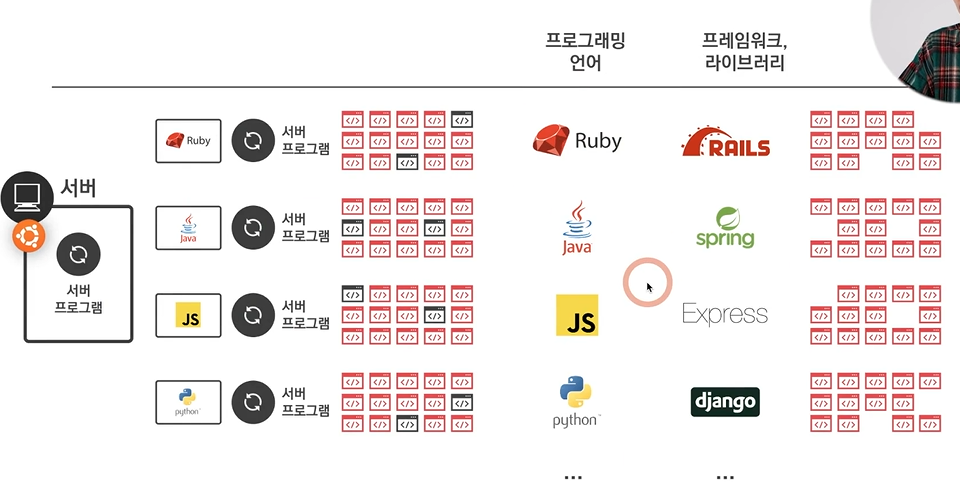 프로그래밍
언어
프레임워크,
라이브러리
서버
서버
프로그램
Ruby
서버
프로그램
Ruby
RAILS
Java
서버
프로그램
Java
spring
JS
서버
프로그램
JS
Express
python
서버
프로그램
python™
django
...
...